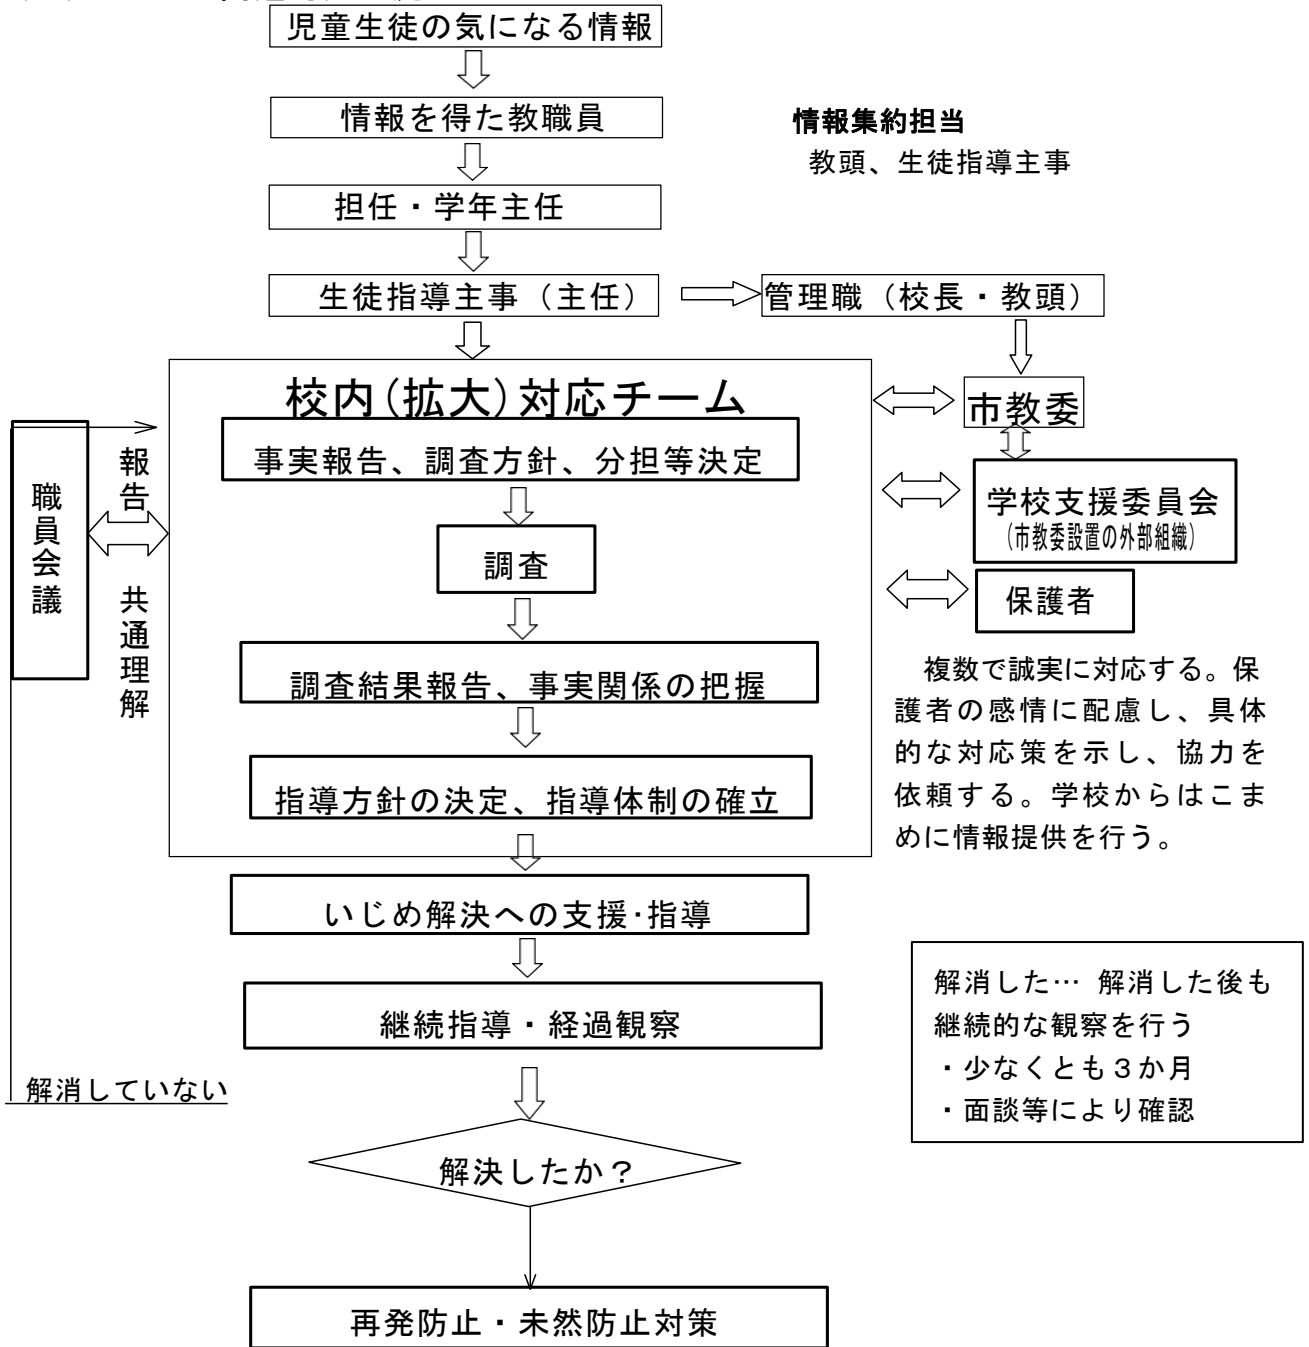 児童生徒の気になる情報
情報を得た教職員
情報集約担当
教頭、生徒指導主事
担任・学年主任
生徒指導主事（主任）
管理職（校長・教頭）
校内(拡大)対応チーム
市教委
事実報告、調査方針、分担等決定
報告
職員会議
共通理解
学校支援委員会
(市教委設置の外部組織)
調査
保護者
調査結果報告、事実関係の把握
複数で誠実に対応する。保
護者の感情に配慮し、具体
的な対応策を示し、協力を
依頼する。学校からはこま
めに情報提供を行う。
指導方針の決定、指導体制の確立
いじめ解決への支援・指導
継続指導・経過観察
解消した… 解消した後も
継続的な観察を行う
・少なくとも３か月
・面談等により確認
解消していない
解決したか？
再発防止・未然防止対策